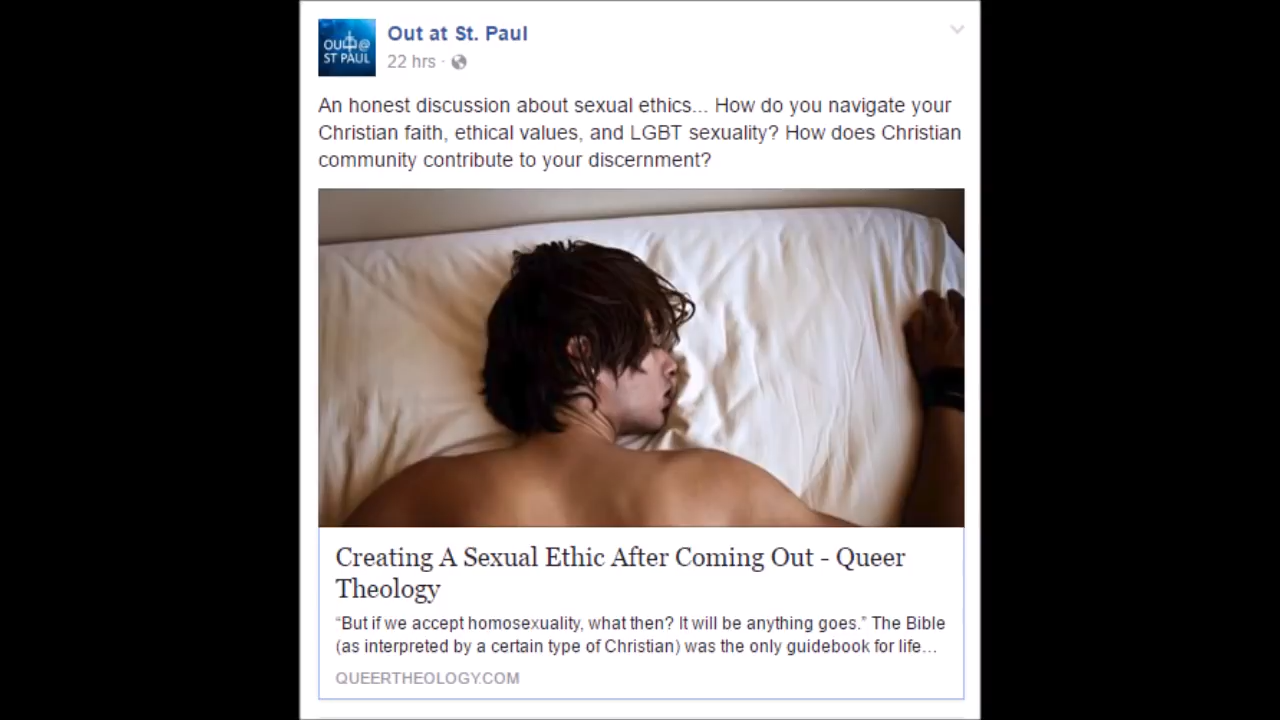 OUT@
ST PAUL
Out at St. Paul
22 hrs ·
An honest discussion about sexual ethics... How do you navigate your
Christian faith, ethical values, and LGBT sexuality? How does Christian
community contribute to your discernment?
Creating A Sexual Ethic After Coming Out - Queer
Theology
“But if we accept homosexuality, what then? It will be anything goes.” The Bible
(as interpreted by a certain type of Christian) was the only guidebook for life...
QUEERTHEOLOGY.COM